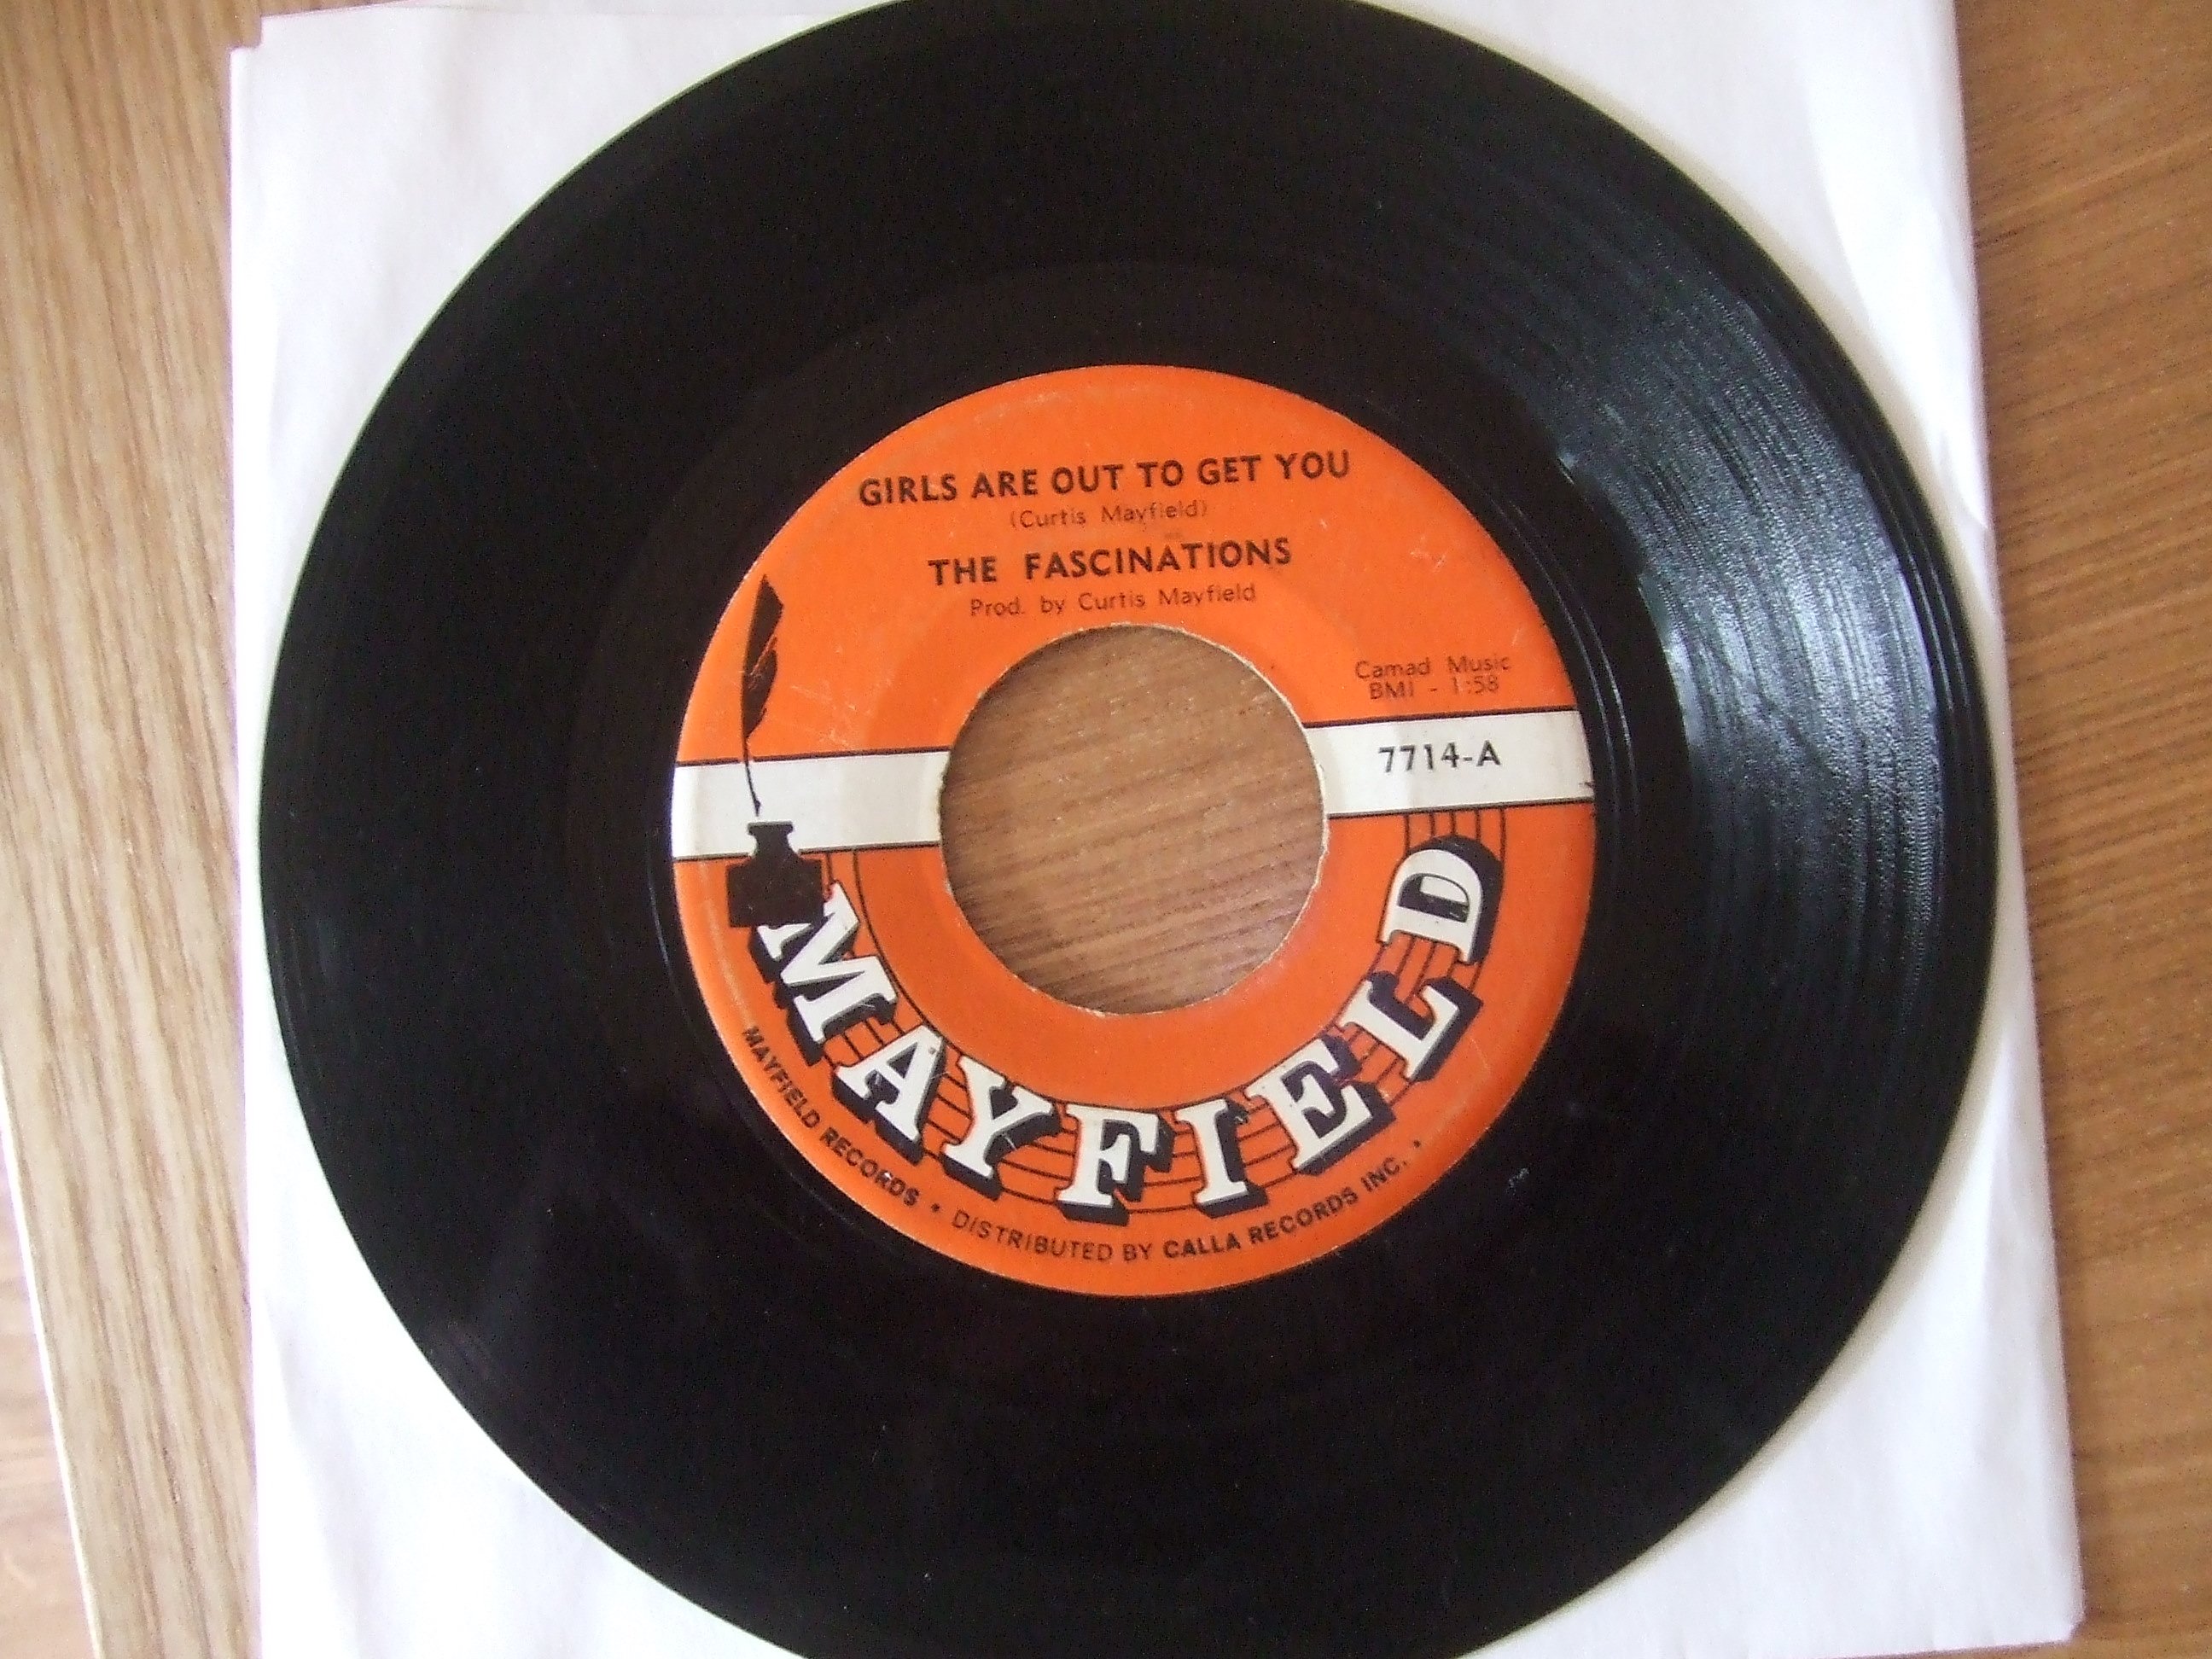 GIRLS ARE OUT TO GET YOU
(Curtis Mayfield)
THE FASCINATIONS
Prod. by Curtis Mayfield
Camad Music
BMI - 1:58
7714-A
MAYFIELD
MAYFIELD RECORDS • DISTRIBUTED BY CALLA RECORDS INC. •